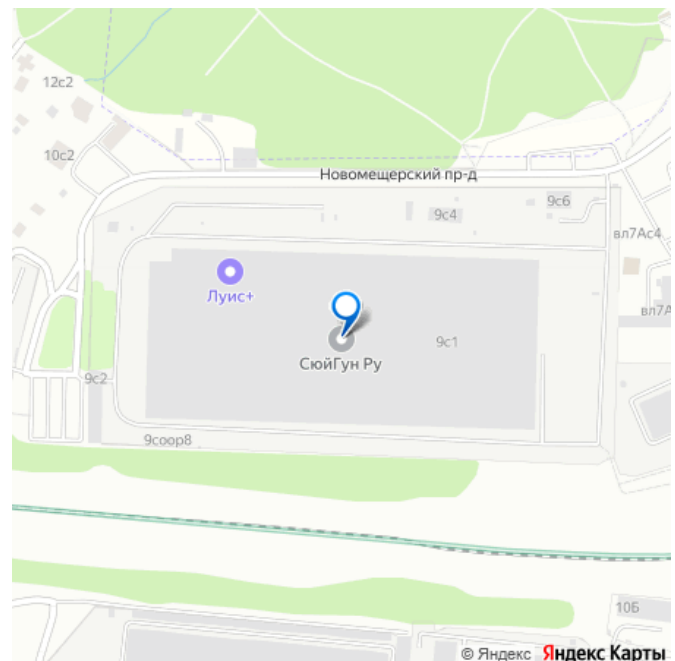 12с2
10с2
Новомещерский пр-д
9с6
9с4
вл7Ас4
Луис+
вл7А
9с1
СюйГун Ру
9с2
9соор8
10Б
© Яндекс Яндекс Карты